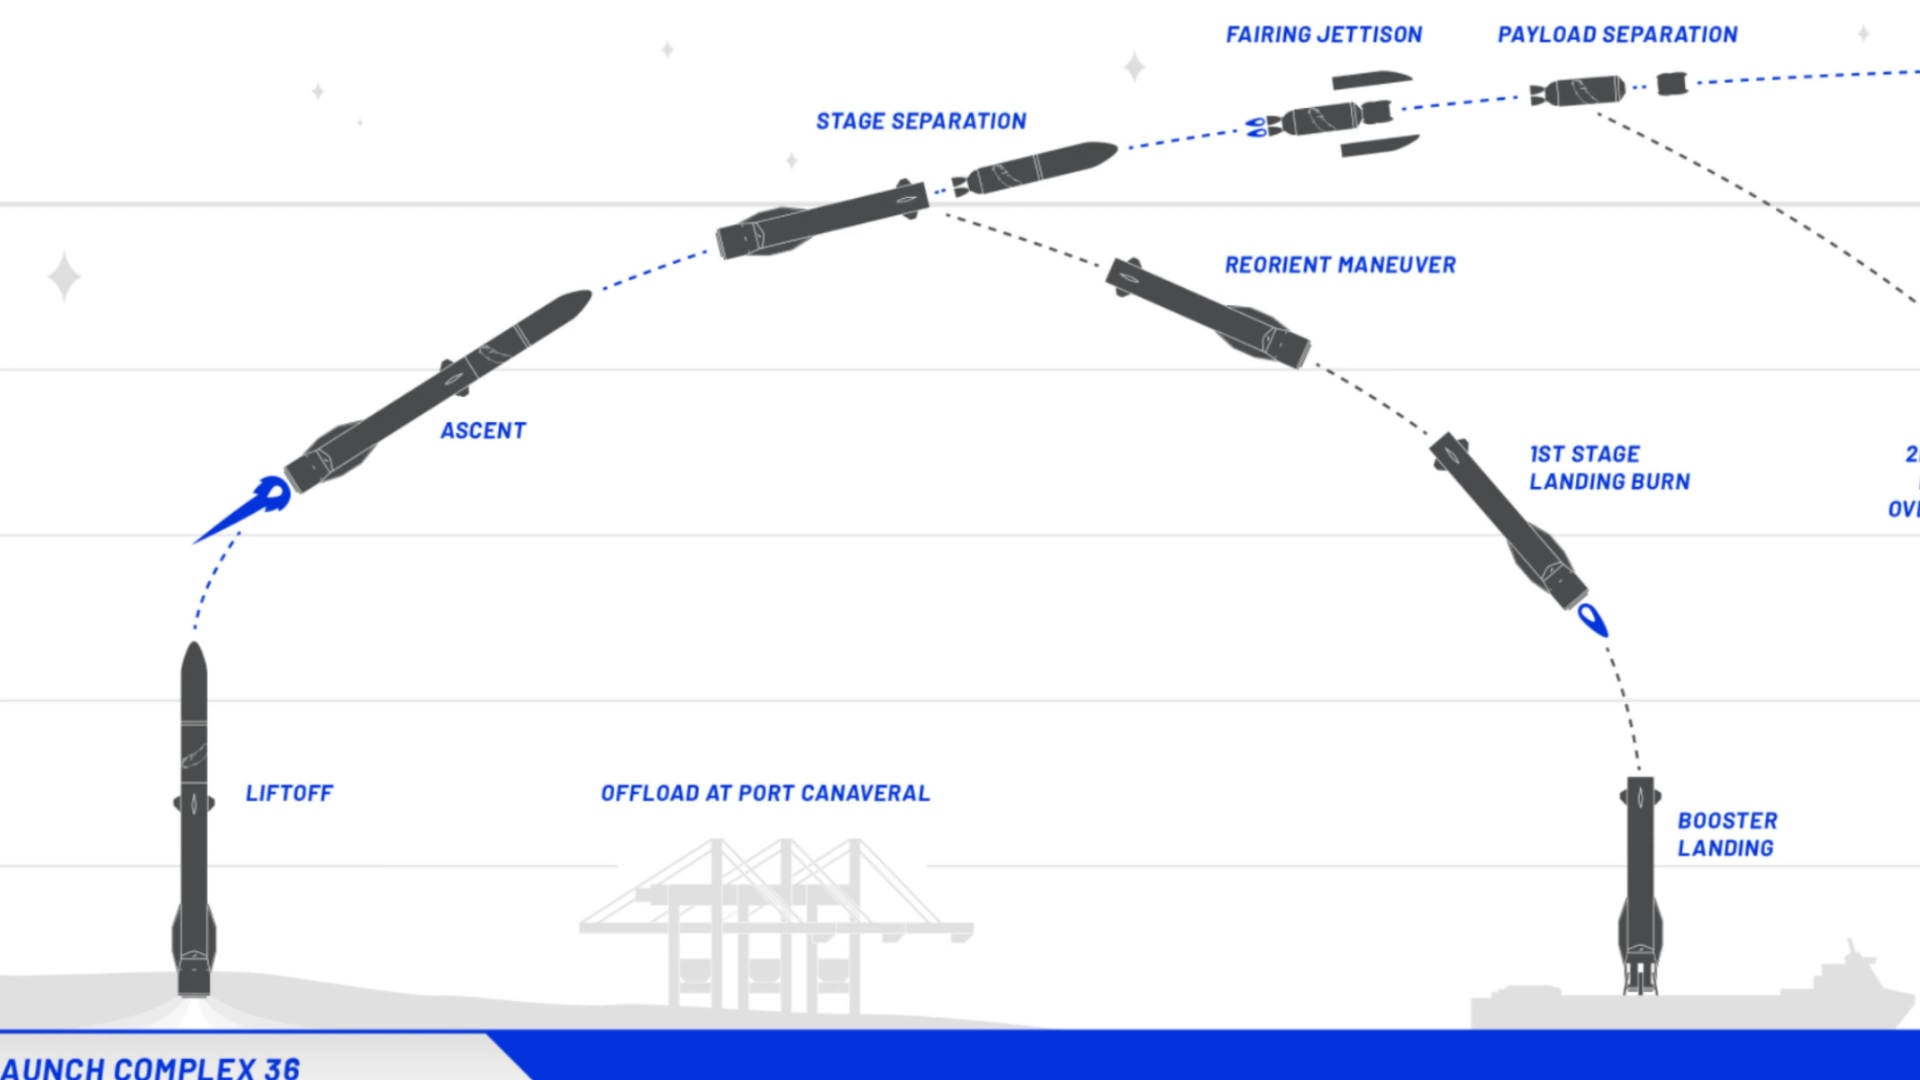 FAIRING JETTISON
PAYLOAD SEPARATION
STAGE SEPARATION
REORIENT MANEUVER
ASCENT
1ST STAGE
LANDING BURN
LIFTOFF
OFFLOAD AT PORT CANAVERAL
BOOSTER
LANDING
AUNCH COMPLEX 36